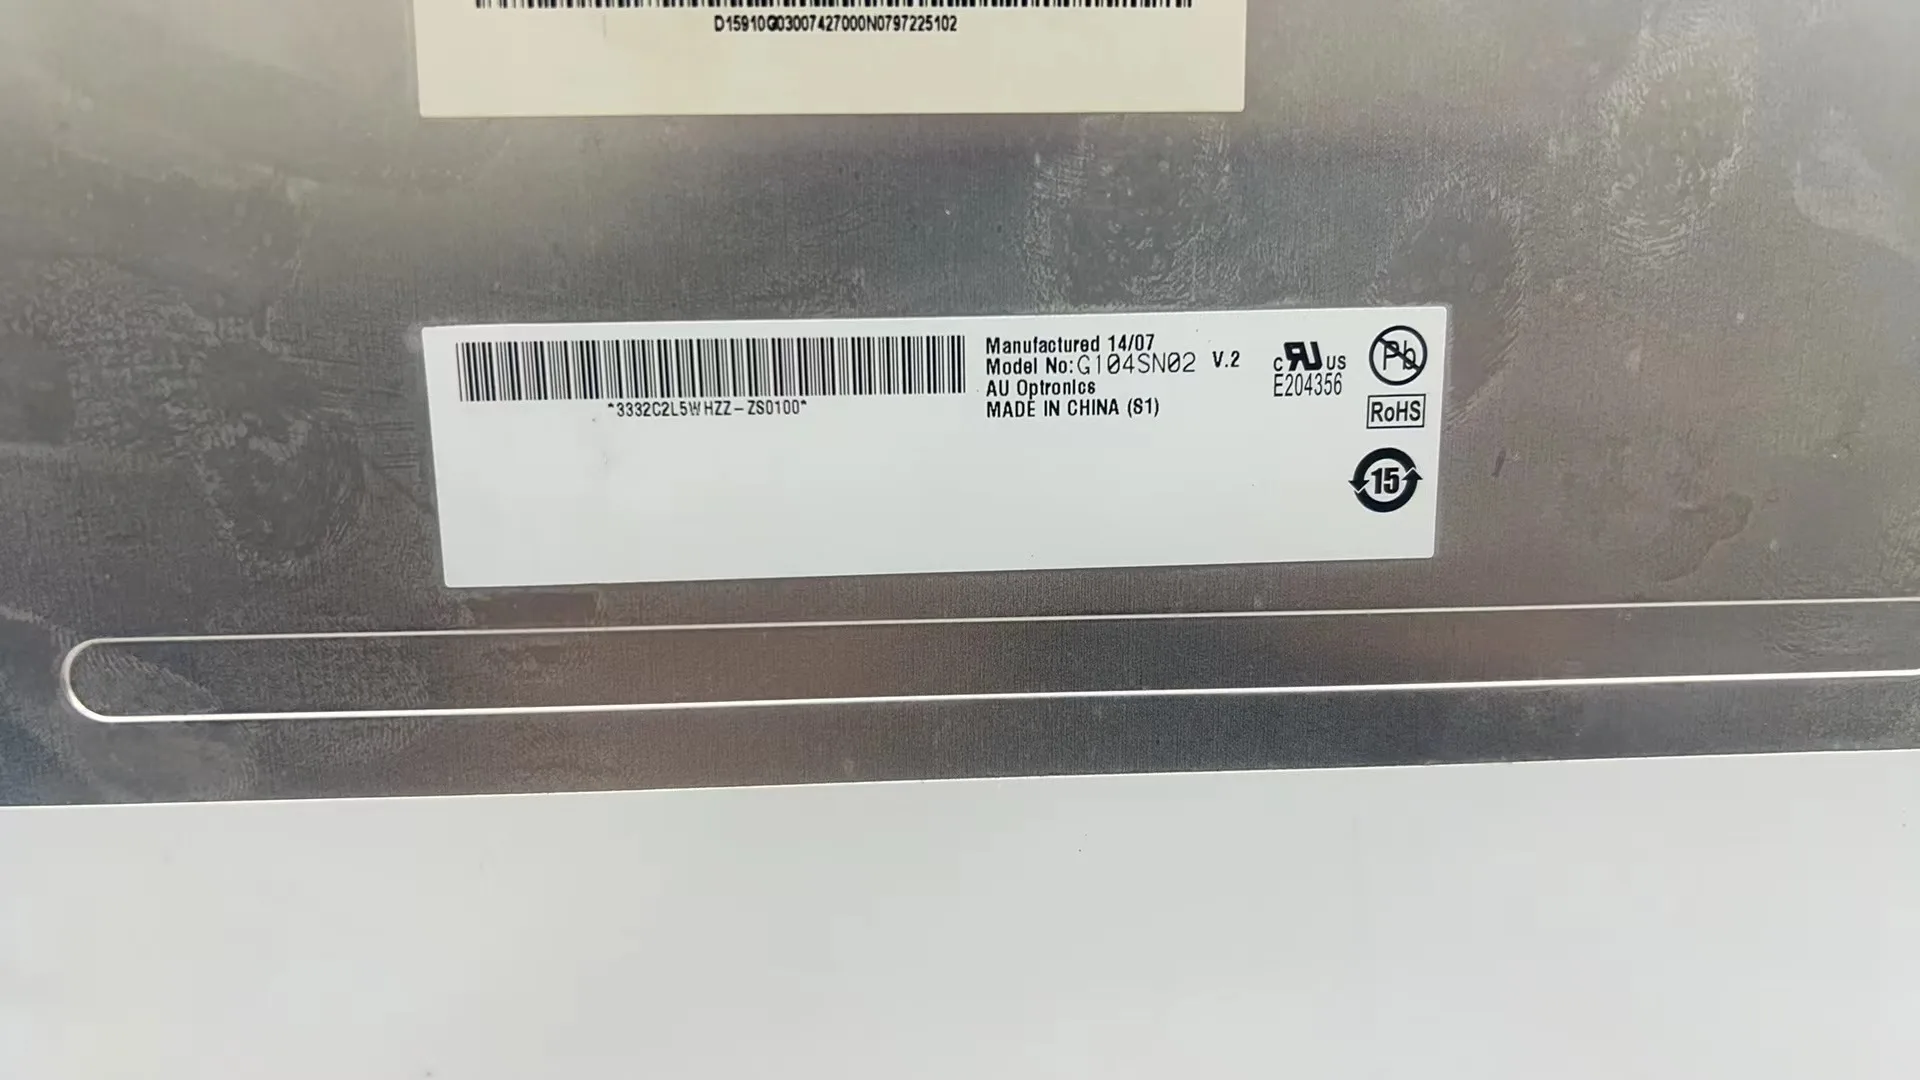 D15910G03007427000N0797225102
Manufactured 14/07
Model No:G104SN02 V.2
AU Optronics
MADE IN CHINA (S1)
*3332C2L5WHZZ-ZS0100*
c RU US
E204356
Pb
RoHS
15